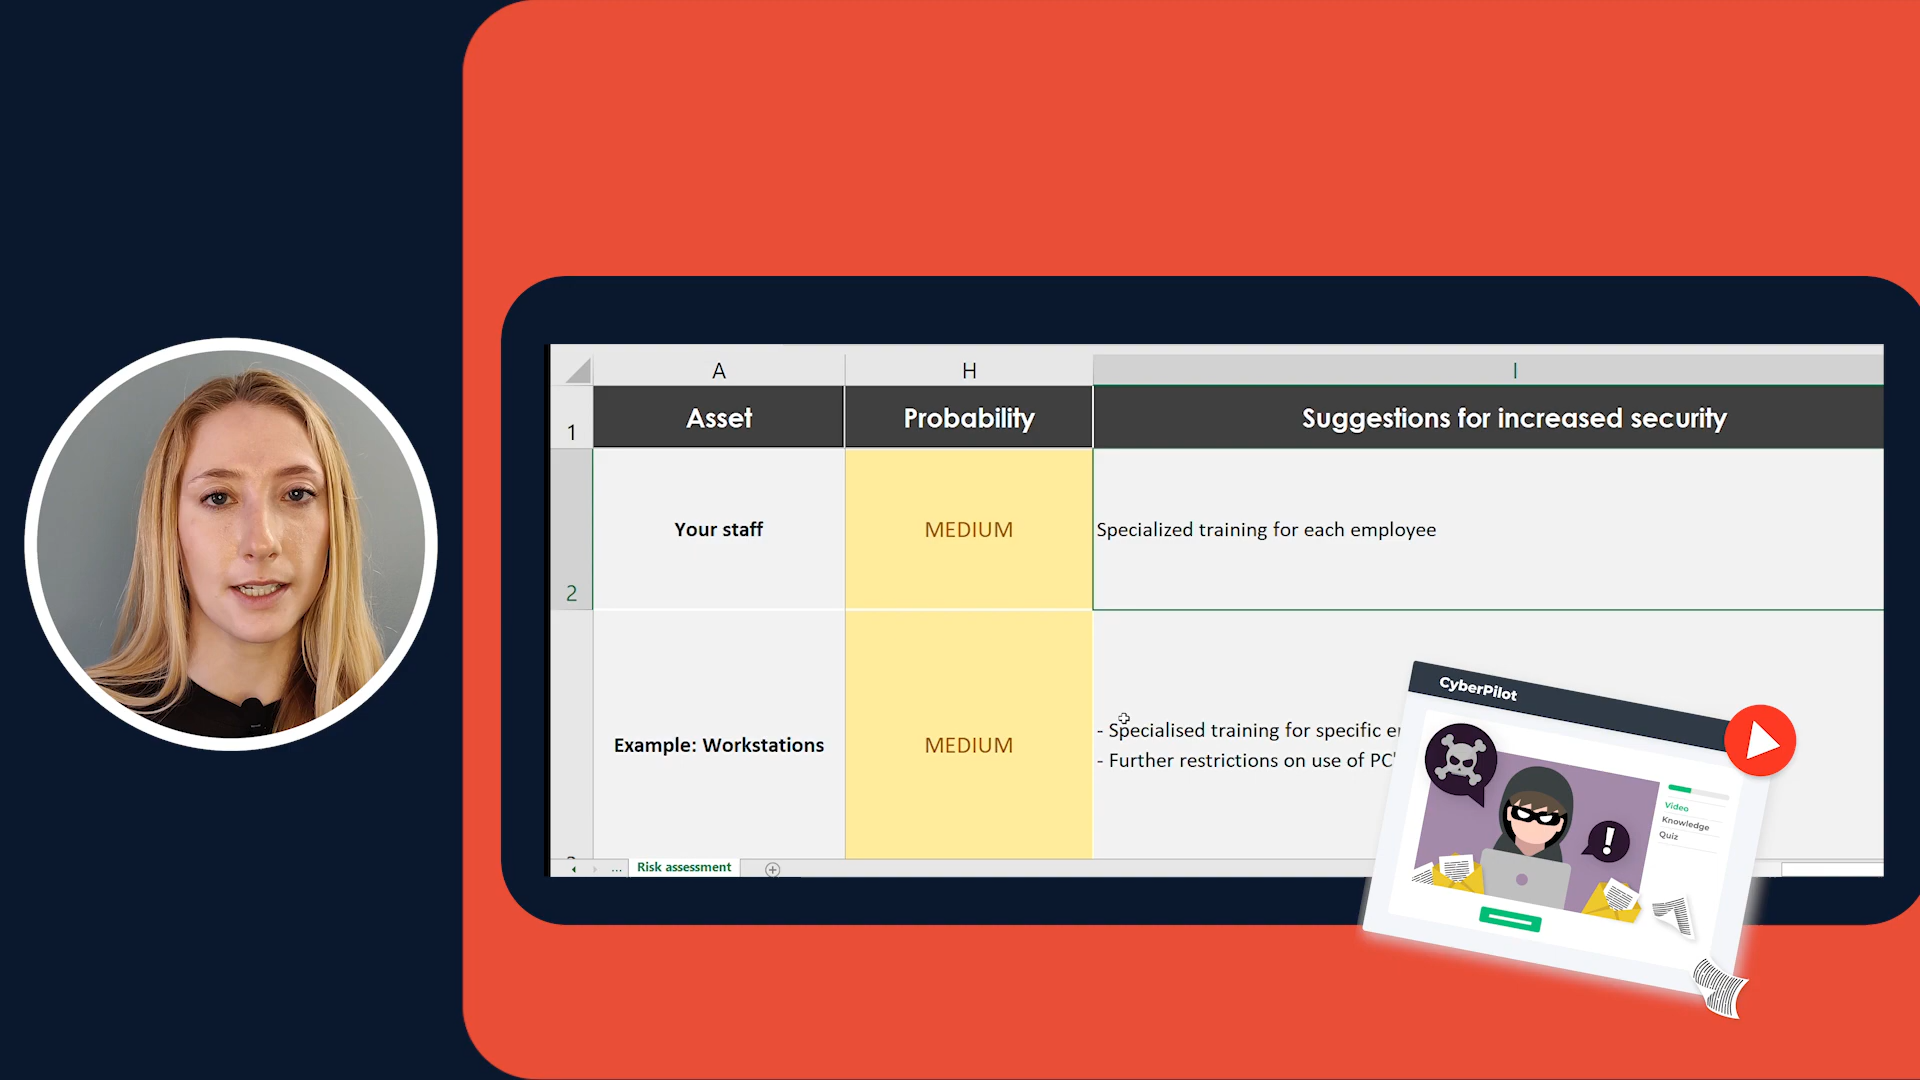 A H I
1 Asset Probability Suggestions for increased security
2 Your staff MEDIUM Specialized training for each employee
Example: Workstations MEDIUM
- Specialised training for specific
- Further restrictions on use of
... Risk assessment
CyberPilot
!
Video
Knowledge
Quiz